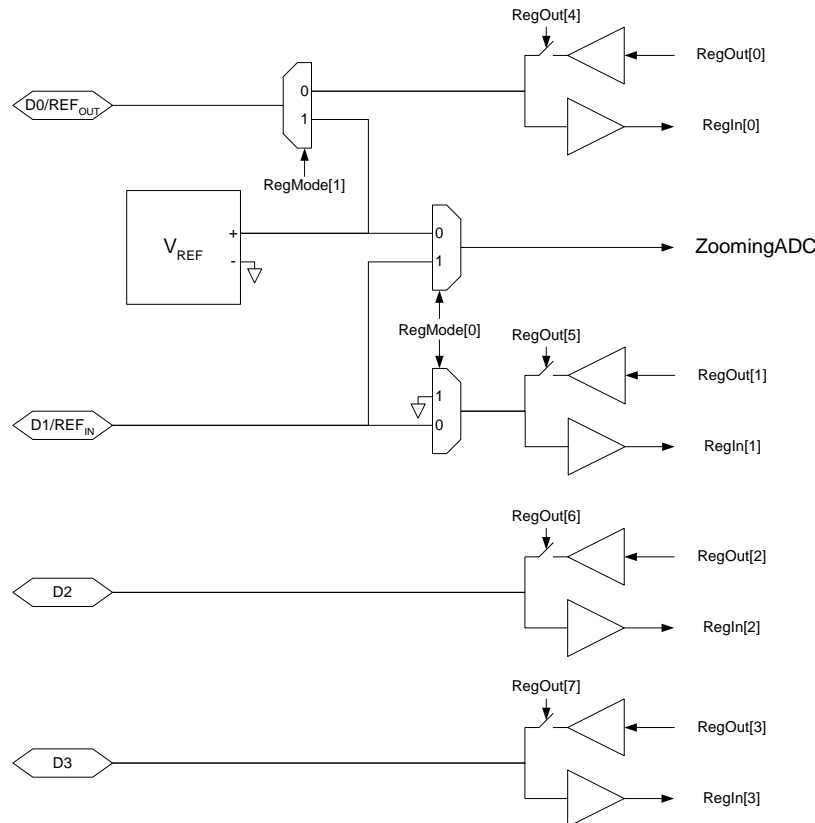 RegOut[4]
RegOut[0]
0
D0/REF_OUT
1
RegIn[0]
RegMode[1]
+
V_REF
-
0
ZoomingADC
1
RegMode[0]
RegOut[5]
RegOut[1]
1
D1/REF_IN
0
RegIn[1]
RegOut[6]
RegOut[2]
D2
RegIn[2]
RegOut[7]
RegOut[3]
D3
RegIn[3]